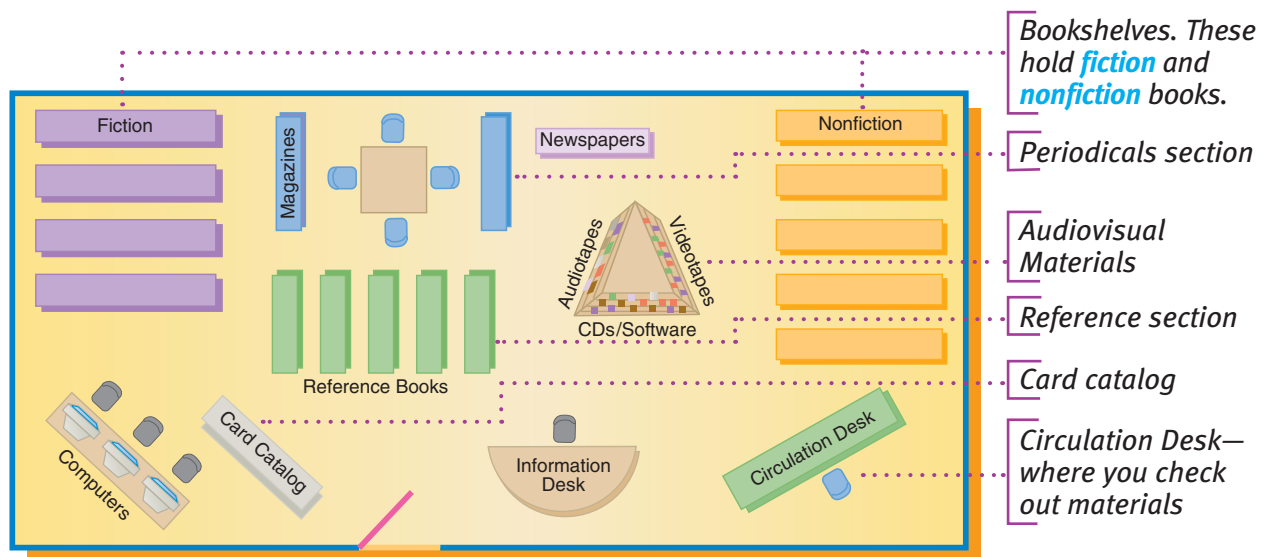 Fiction
Magazines
Newspapers
Nonfiction
Audiotapes
Videotapes
CDs/Software
Reference Books
Computers
Card Catalog
Information
Desk
Circulation Desk
Bookshelves. These
hold fiction and
nonfiction books.
Periodicals section
Audiovisual
Materials
Reference section
Card catalog
Circulation Desk—
where you check
out materials